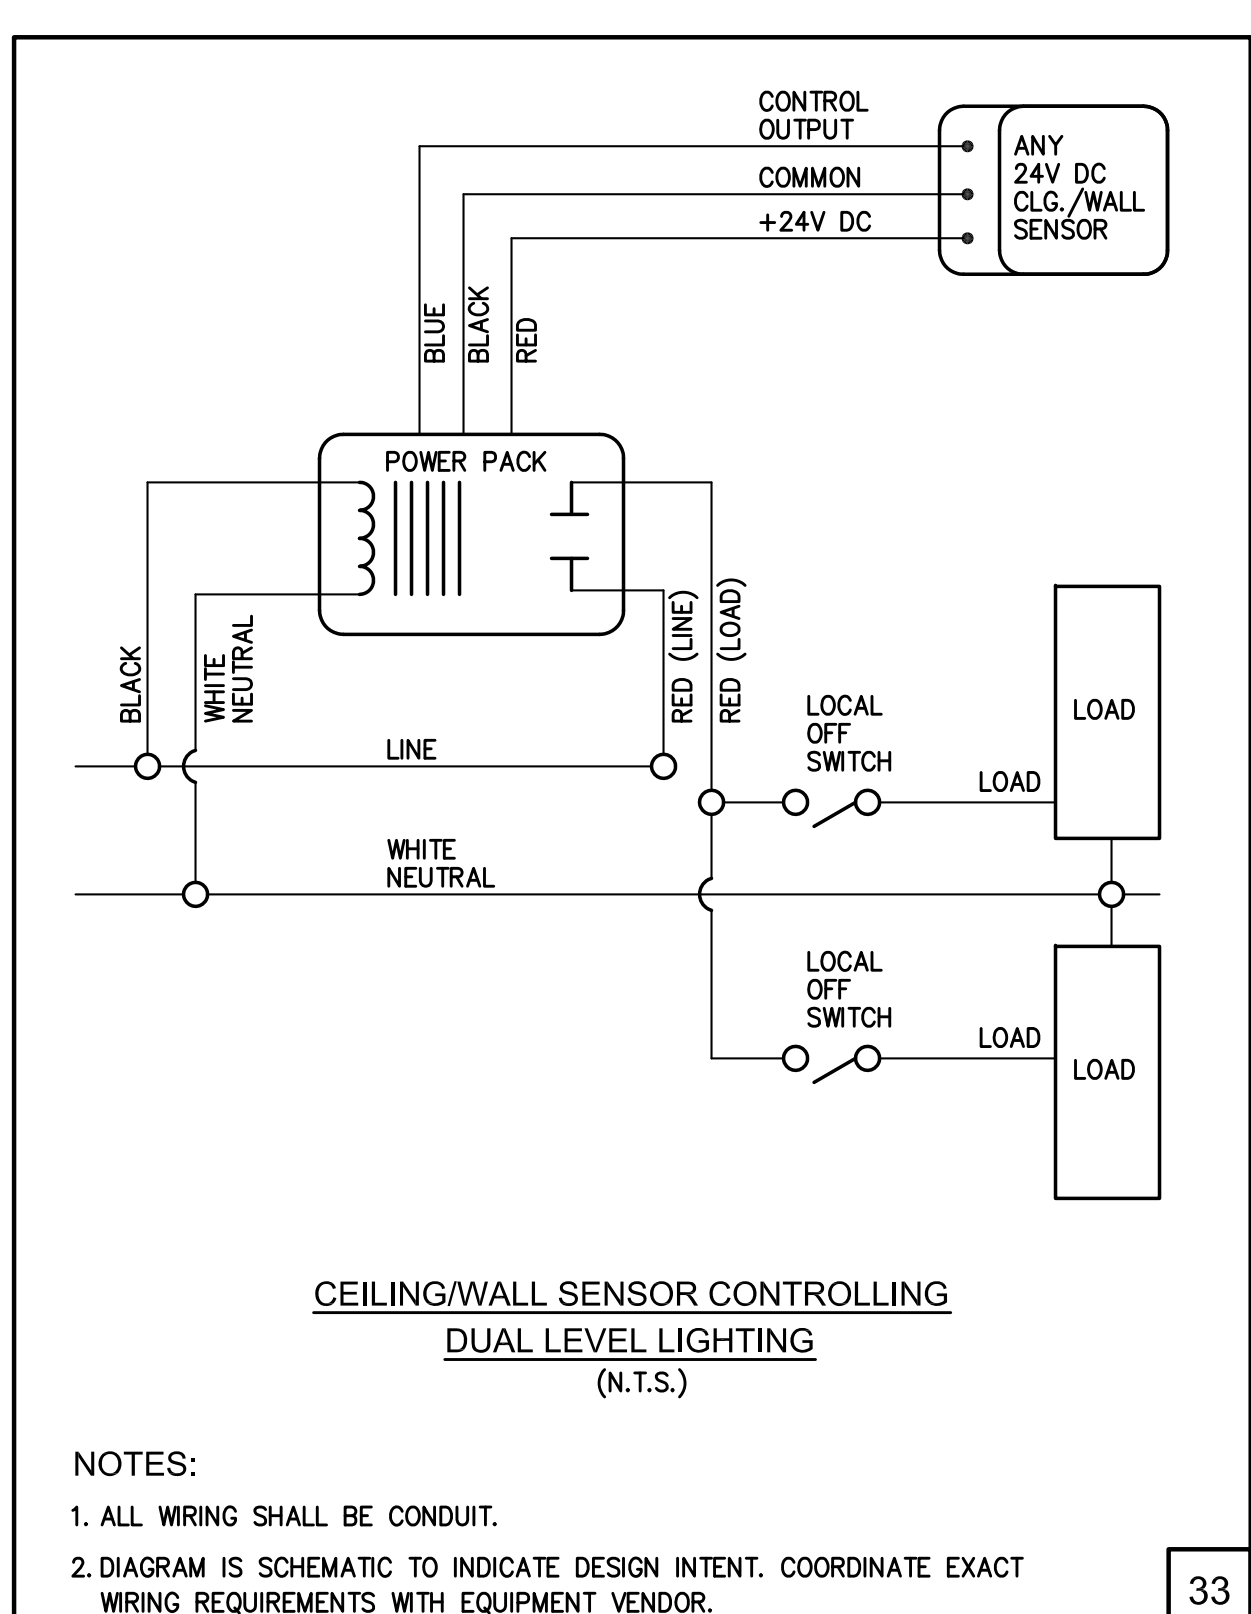 CONTROL
OUTPUT
COMMON
+24V DC
ANY
24V DC
CLG./WALL
SENSOR
BLUE
BLACK
RED
POWER PACK
BLACK
WHITE
NEUTRAL
RED (LINE)
RED (LOAD)
LINE
LOCAL
OFF
SWITCH
LOAD
LOAD
WHITE
NEUTRAL
LOCAL
OFF
SWITCH
LOAD
LOAD
CEILING/WALL SENSOR CONTROLLING
DUAL LEVEL LIGHTING
(N.T.S.)
NOTES:
1. ALL WIRING SHALL BE CONDUIT.
2. DIAGRAM IS SCHEMATIC TO INDICATE DESIGN INTENT. COORDINATE EXACT
WIRING REQUIREMENTS WITH EQUIPMENT VENDOR.
33